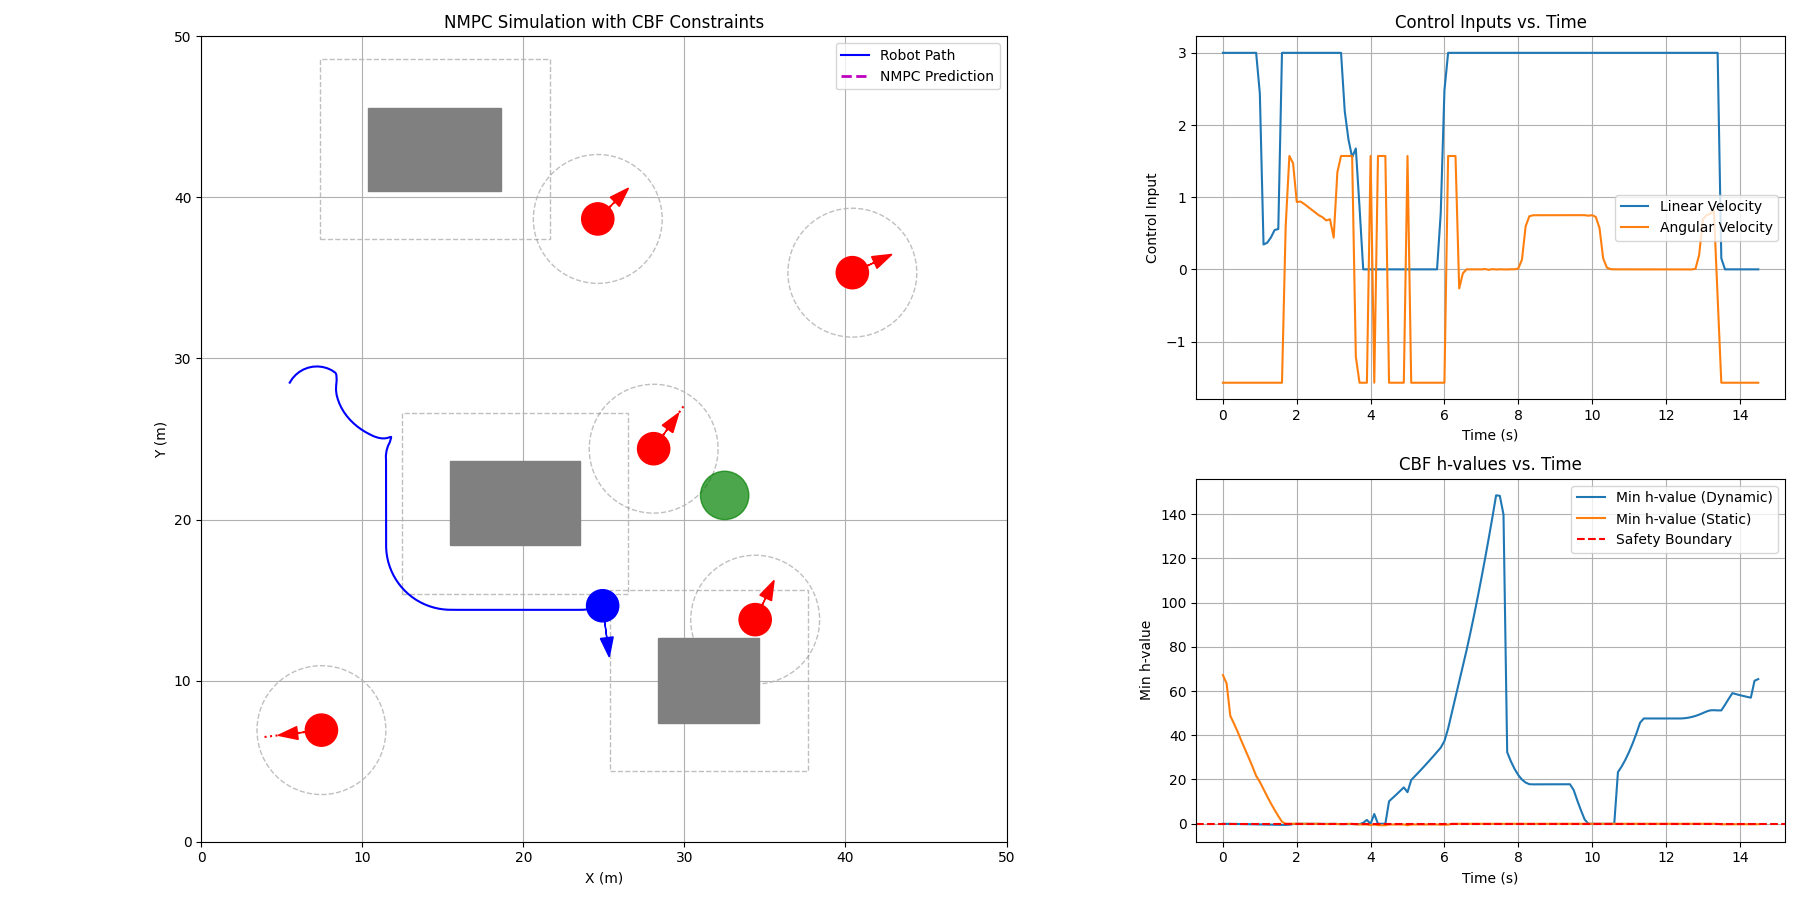 NMPC Simulation with CBF Constraints
Robot Path
NMPC Prediction
Y (m)
50
40
30
20
10
0
0 10 20 30 40 50
X (m)
Control Inputs vs. Time
Control Input
3
2
1
0
−1
Linear Velocity
Angular Velocity
0 2 4 6 8 10 12 14
Time (s)
CBF h-values vs. Time
Min h-value
140
120
100
80
60
40
20
0
Min h-value (Dynamic)
Min h-value (Static)
Safety Boundary
0 2 4 6 8 10 12 14
Time (s)